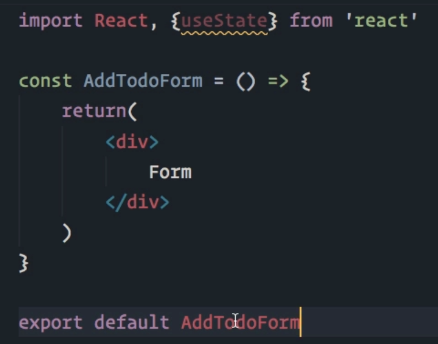 import React, {useState} from 'react'
const AddTodoForm = () => {
return(
<div>
Form
</div>
)
}
export default AddTodoForm